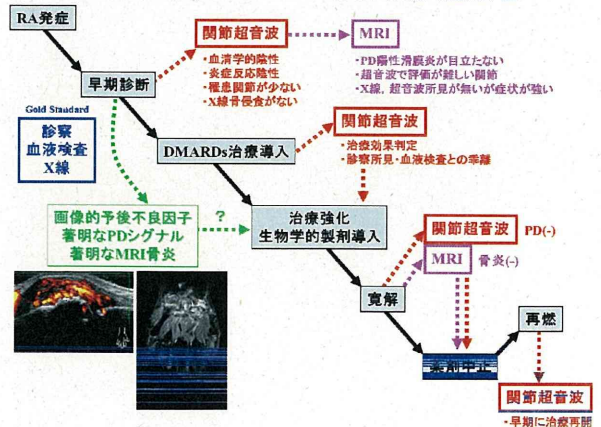 RA発症
早期診断
Gold Standard
診察
血液検査
X線
関節超音波
・血清学的陰性
・炎症反応陰性
・罹患関節が少ない
・X線骨侵食がない
MRI
・PD陽性滑膜炎が目立たない
・超音波で評価が難しい関節
・X線，超音波所見が無いが症状が強い
DMARDs治療導入
関節超音波
・治療効果判定
・診察所見・血液検査との乖離
画像的予後不良因子
著明なPDシグナル
著明なMRI骨炎
?
治療強化
生物学的製剤導入
関節超音波 PD(-)
MRI 骨炎(-)
寛解
薬剤中止
再燃
関節超音波
・早期に治療再開